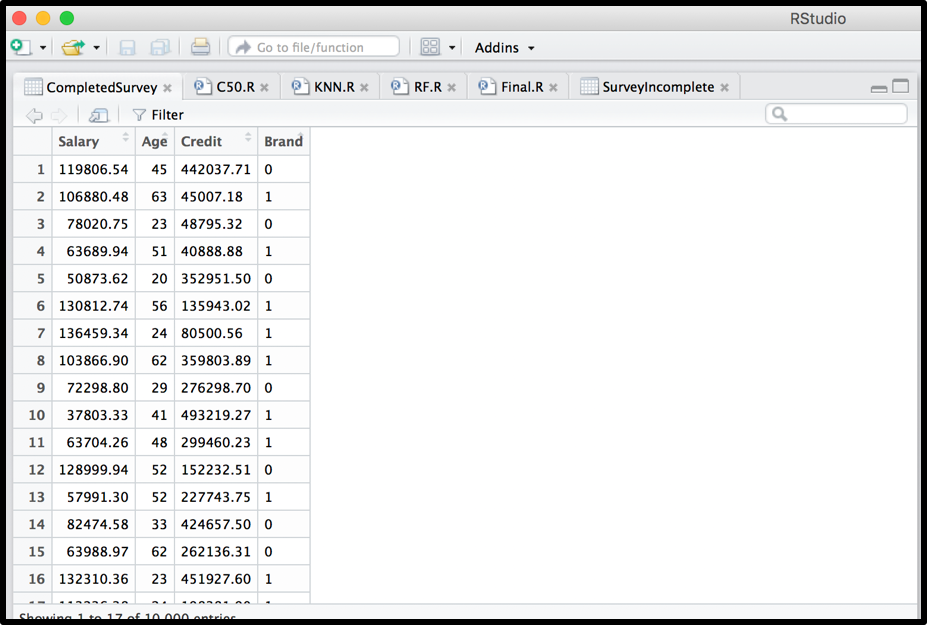 RStudio
Go to file/function Addins
CompletedSurvey C50.R KNN.R RF.R Final.R SurveyIncomplete
Filter
Salary Age Credit Brand
1 119806.54 45 442037.71 0
2 106880.48 63 45007.18 1
3 78020.75 23 48795.32 0
4 63689.94 51 40888.88 1
5 50873.62 20 352951.50 0
6 130812.74 56 135943.02 1
7 136459.34 24 80500.56 1
8 103866.90 62 359803.89 1
9 72298.80 29 276298.70 0
10 37803.33 41 493219.27 1
11 63704.26 48 299460.23 1
12 128999.94 52 152232.51 0
13 57991.30 52 227743.75 1
14 82474.58 33 424657.50 0
15 63988.97 62 262136.31 0
16 132310.36 23 451927.60 1
17
Showing 1 to 17 of 10,000 entries